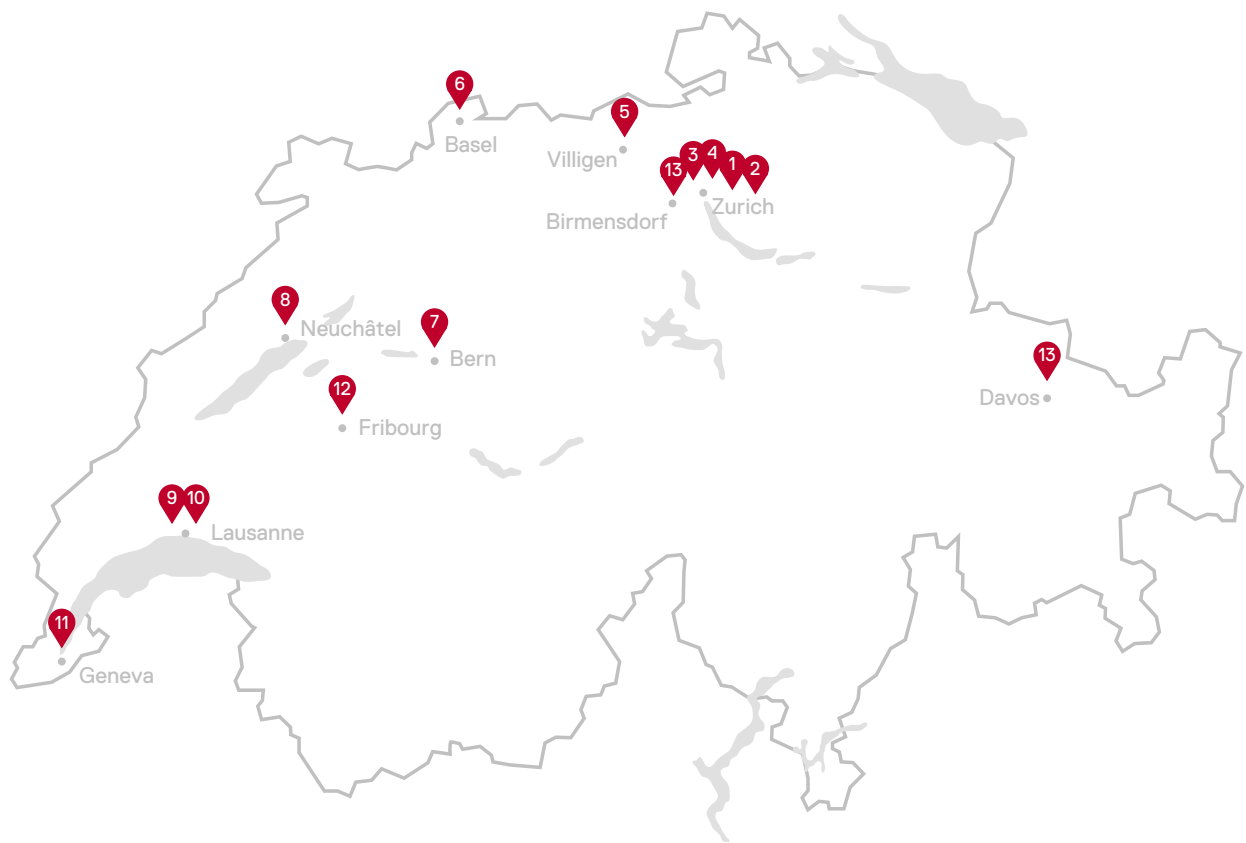 6
Basel
5
Villigen
13
3
4
1
2
Zurich
Birmensdorf
8
Neuchâtel
7
Bern
13
Davos
12
Fribourg
9
10
Lausanne
11
Geneva